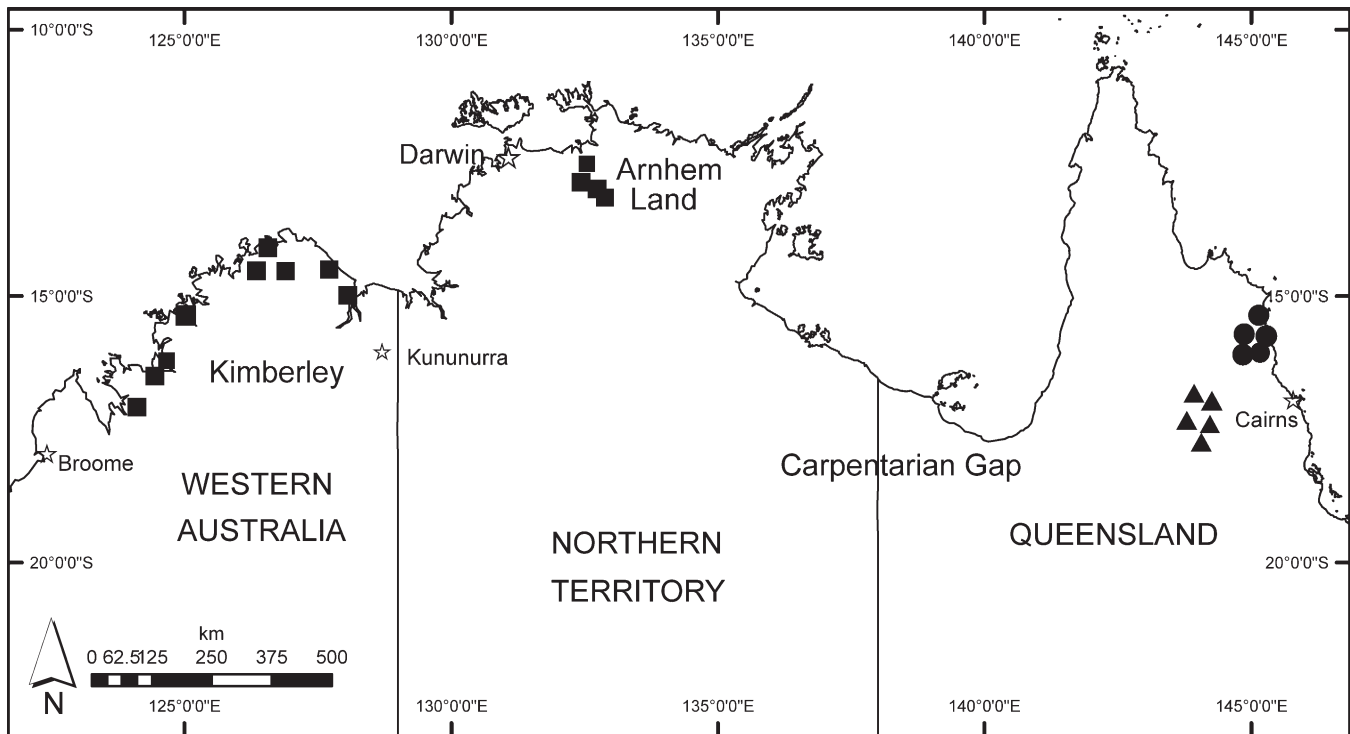 10°0'0"S
125°0'0"E 130°0'0"E 135°0'0"E 140°0'0"E 145°0'0"E
Darwin
Arnhem
Land
15°0'0"S 15°0'0"S
Kununurra
Kimberley
Cairns
Broome
Carpentarian Gap
WESTERN
AUSTRALIA
QUEENSLAND
NORTHERN
TERRITORY
20°0'0"S 20°0'0"S
km
0 62.5125 250 375 500
N
125°0'0"E 130°0'0"E 135°0'0"E 140°0'0"E 145°0'0"E